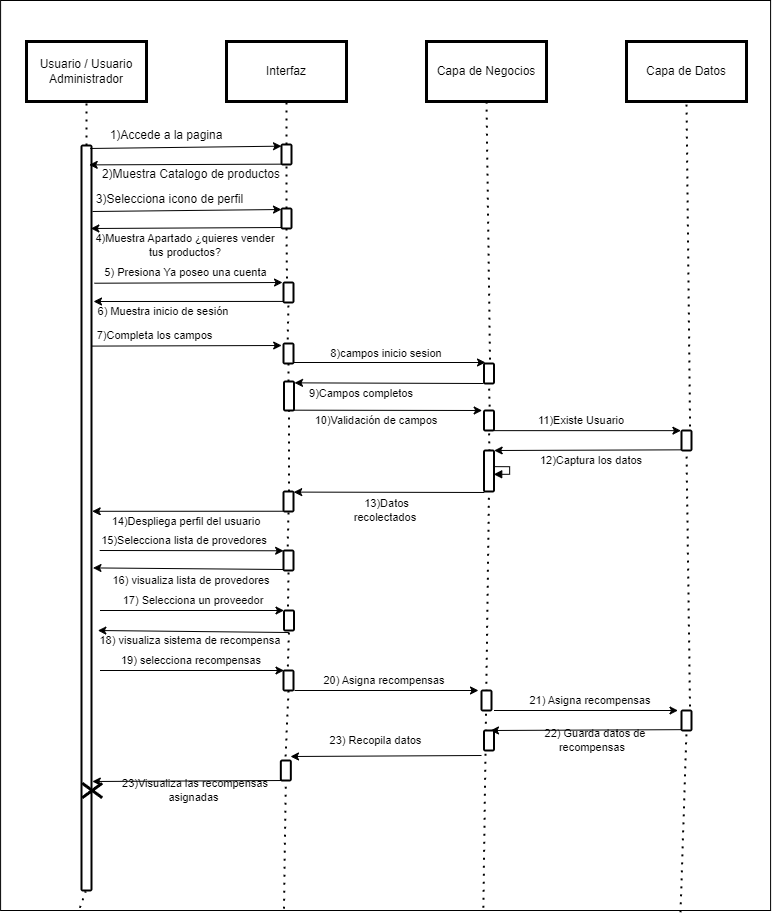 Usuario / Usuario
Administrador
Interfaz
Capa de Negocios
Capa de Datos
1)Accede a la pagina
2)Muestra Catalogo de productos
3)Selecciona icono de perfil
4)Muestra Apartado ¿quieres vender
tus productos?
5) Presiona Ya poseo una cuenta
6) Muestra inicio de sesión
7)Completa los campos
8)campos inicio sesion
9)Campos completos
10)Validación de campos
11)Existe Usuario
12)Captura los datos
13)Datos
recolectados
14)Despliega perfil del usuario
15)Selecciona lista de provedores
16) visualiza lista de provedores
17) Selecciona un proveedor
18) visualiza sistema de recompensa
19) selecciona recompensas
20) Asigna recompensas
21) Asigna recompensas
22) Guarda datos de
recompensas
23) Recopila datos
23)Visualiza las recompensas
asignadas